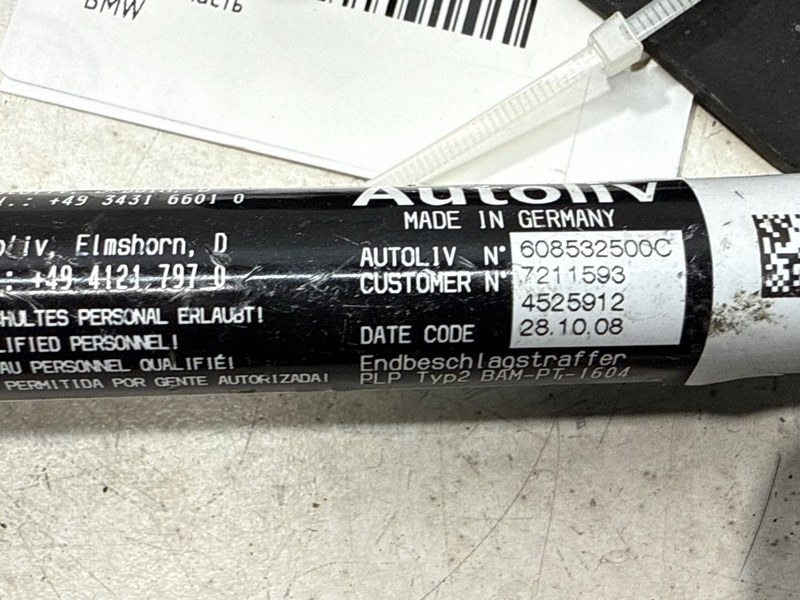 BMW
.: +49 3431 6601 0
Autoliv
MADE IN GERMANY
oliv, Elmshorn, D
: +49 4121 797 0
AUTOLIV N° 608532500C
CUSTOMER N° 7211593
4525912
DATE CODE 28.10.08
HULTES PERSONAL ERLAUBT!
LIFIED PERSONNEL!
AU PERSONNEL QUALIFIÉ!
PERMITIDA POR GENTE AUTORIZADA!
Endbeschlagstraffer
PLP Typ2 BAM-PT-1604